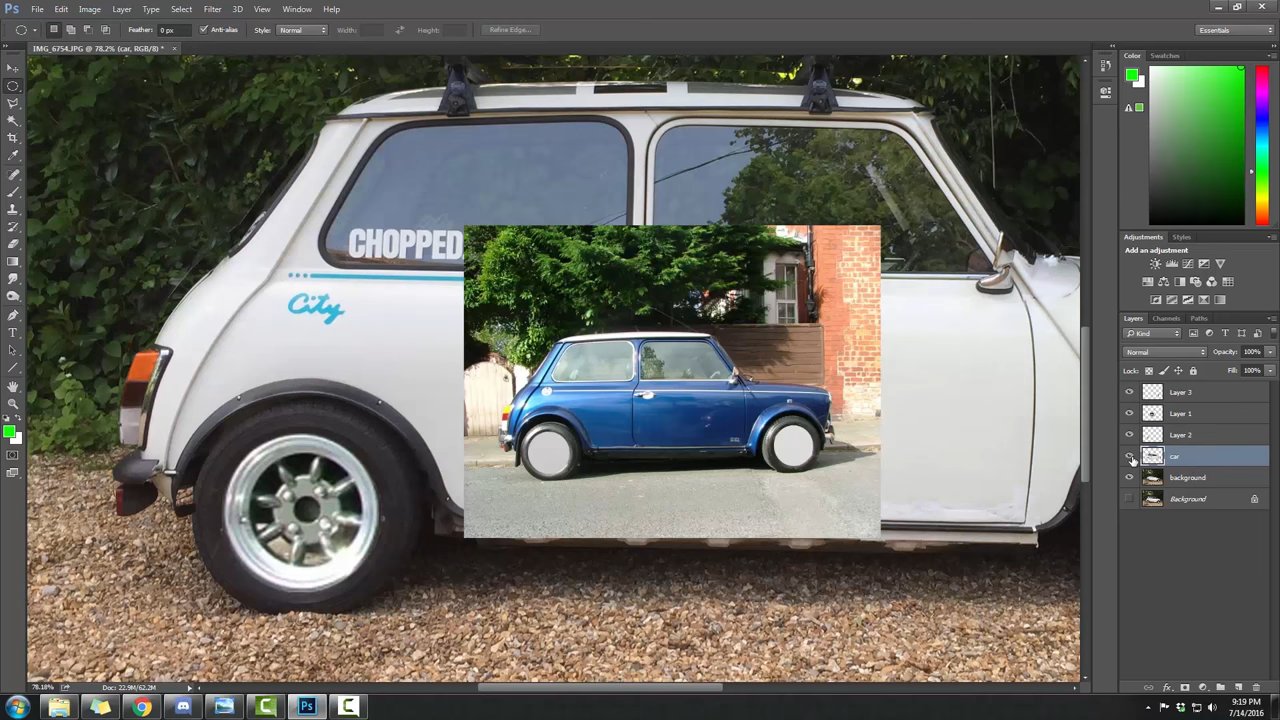 Ps File Edit Image Layer Type Select Filter 3D View Window Help
Feather: 0 px Anti-alias Style: Normal Width: Height: Refine Edge... Essentials
IMG_6754.JPG @ 78.2% (car, RGB/8) *
Color Swatches
CHOPPED
City
Adjustments Styles
Add an adjustment
Layers Channels Paths
Kind
Normal Opacity: 100%
Lock: Fill: 100%
Layer 3
Layer 1
Layer 2
car
background
Background
78.18% Doc: 22.9M/62.2M
Ps
9:19 PM
7/14/2016